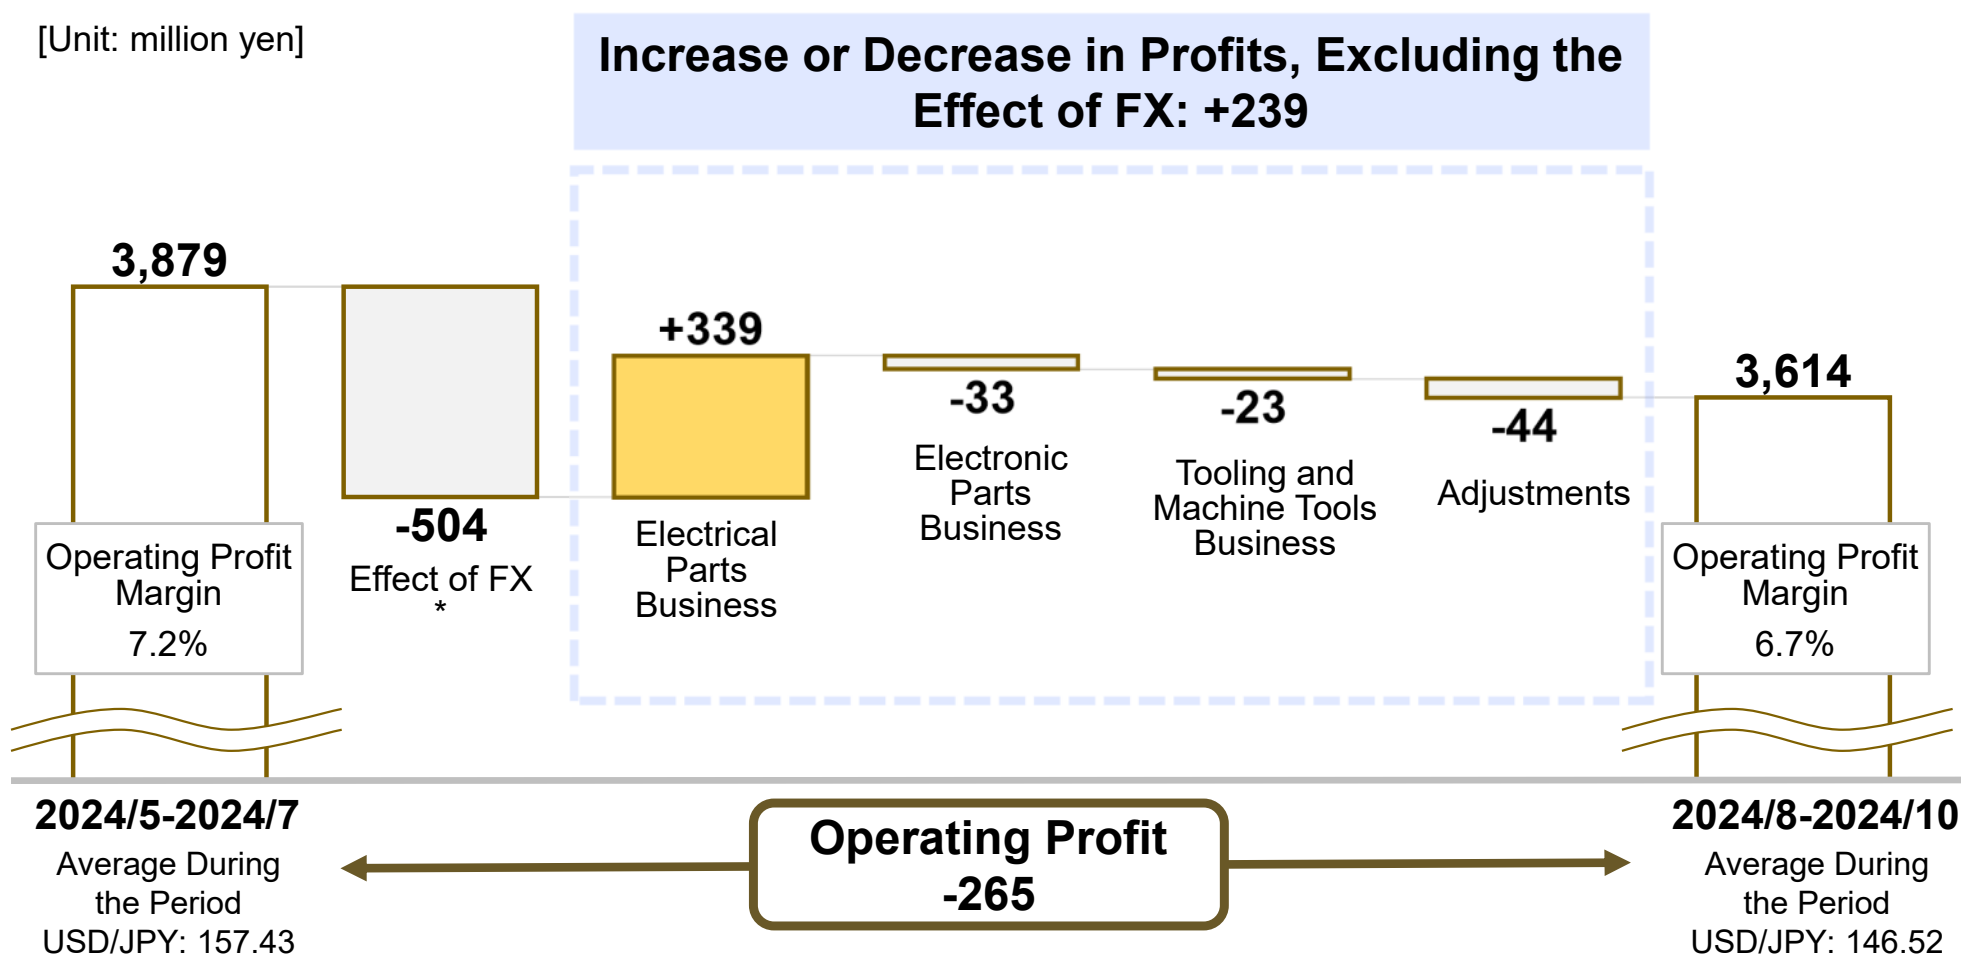 [Unit: million yen]
Increase or Decrease in Profits, Excluding the
Effect of FX: +239
3,879
-504
Effect of FX
*
+339
Electrical
Parts
Business
-33
Electronic
Parts
Business
-23
Tooling and
Machine Tools
Business
-44
Adjustments
3,614
Operating Profit
Margin
7.2%
Operating Profit
Margin
6.7%
2024/5-2024/7
Average During
the Period
USD/JPY: 157.43
Operating Profit
-265
2024/8-2024/10
Average During
the Period
USD/JPY: 146.52